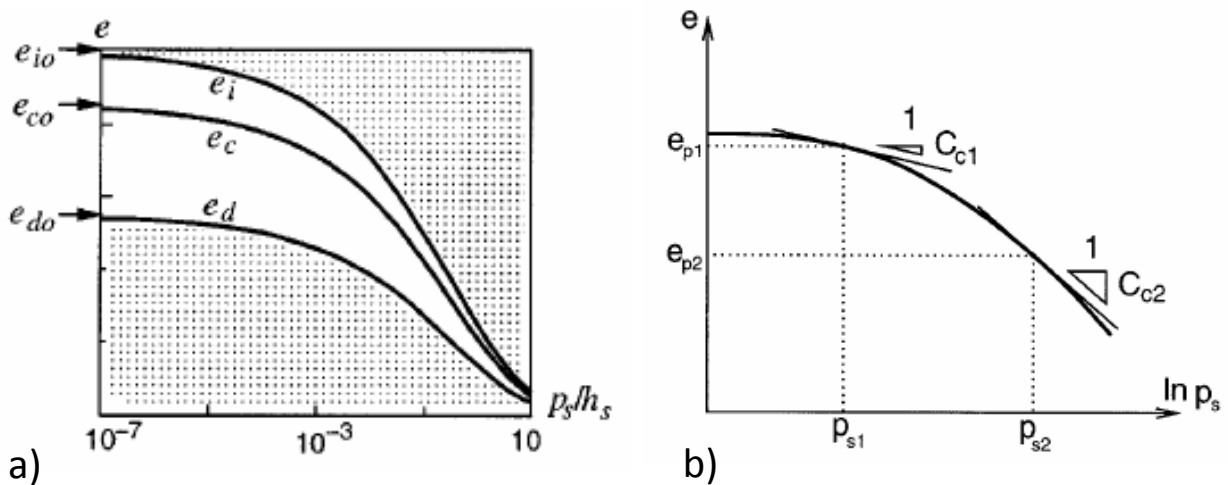 e
e_io
e_i
e_co
e_c
e_do
e_d
p_s/h_s
10^-7
10^-3
10
a)
e
1
C_c1
e_p1
e_p2
1
C_c2
ln p_s
p_s1
p_s2
b)